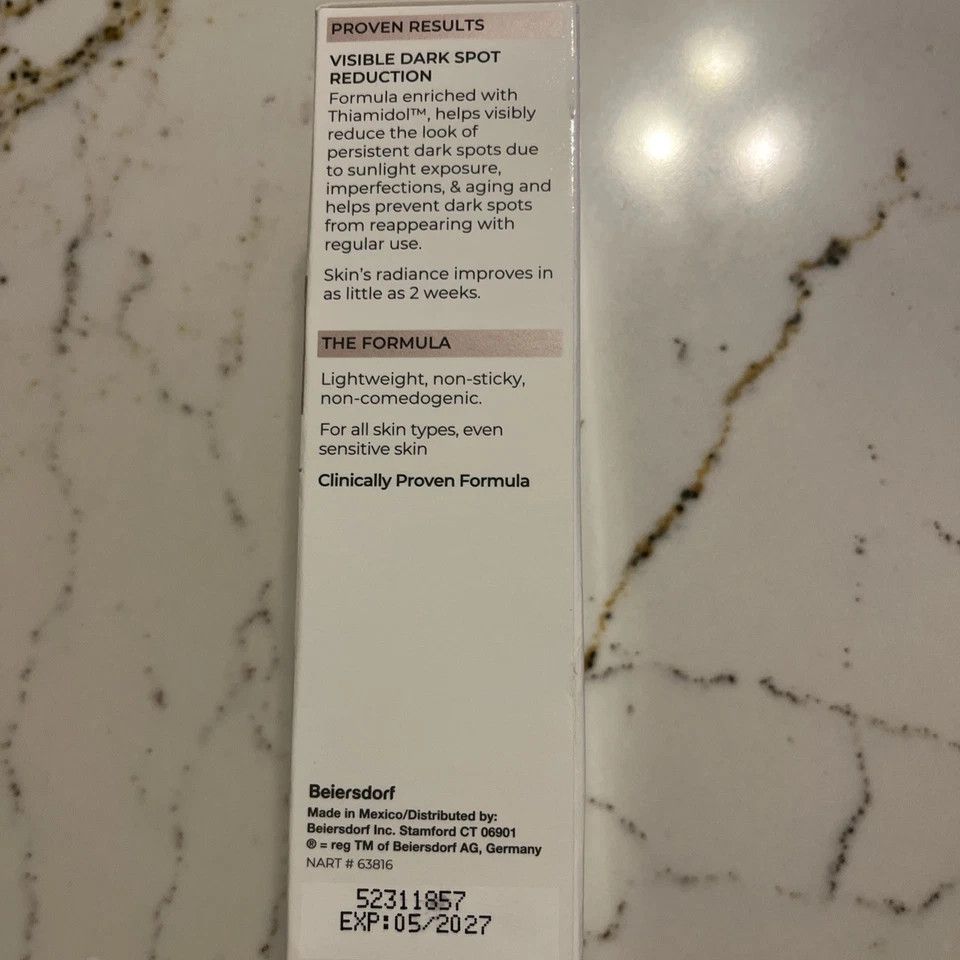 PROVEN RESULTS
VISIBLE DARK SPOT
REDUCTION
Formula enriched with
Thiamidol™, helps visibly
reduce the look of
persistent dark spots due
to sunlight exposure,
imperfections, & aging and
helps prevent dark spots
from reappearing with
regular use.
Skin's radiance improves in
as little as 2 weeks.
THE FORMULA
Lightweight, non-sticky,
non-comedogenic.
For all skin types, even
sensitive skin
Clinically Proven Formula
Beiersdorf
Made in Mexico/Distributed by:
Beiersdorf Inc. Stamford CT 06901
® = reg TM of Beiersdorf AG, Germany
NART # 63816
52311857
EXP:05/2027